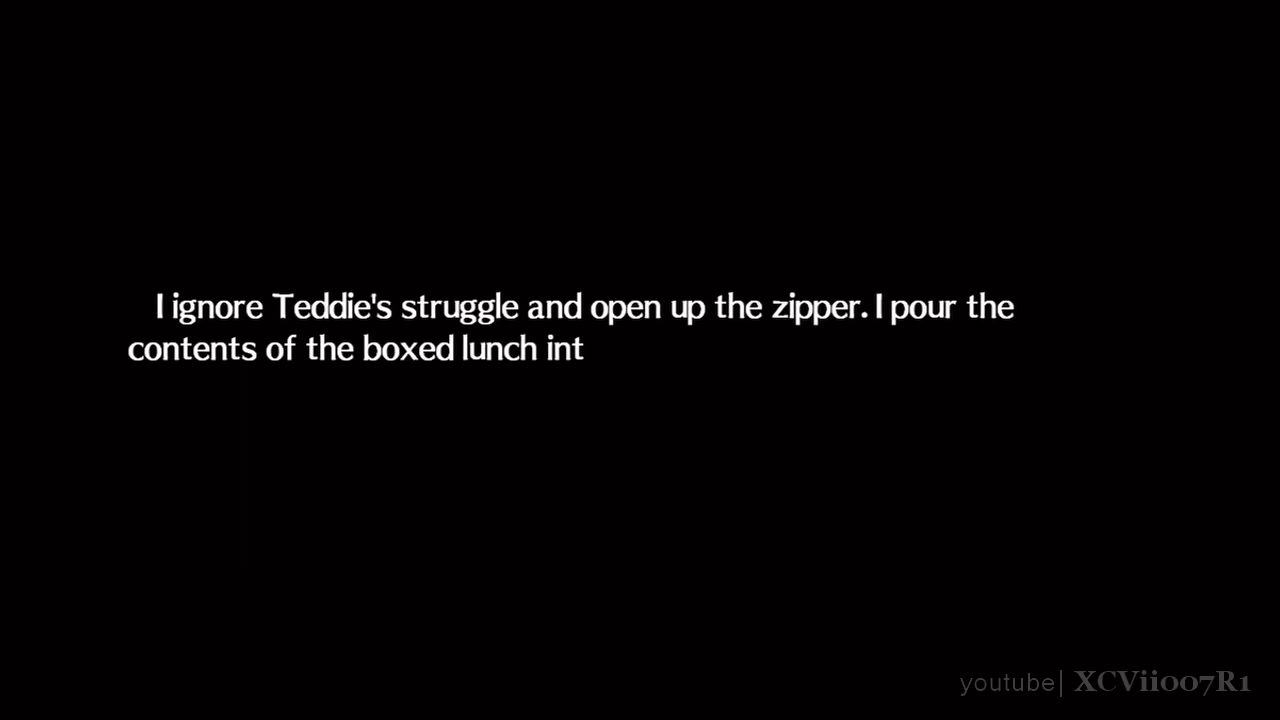 I ignore Teddie's struggle and open up the zipper. I pour the
contents of the boxed lunch int
youtube| XCVii007R1